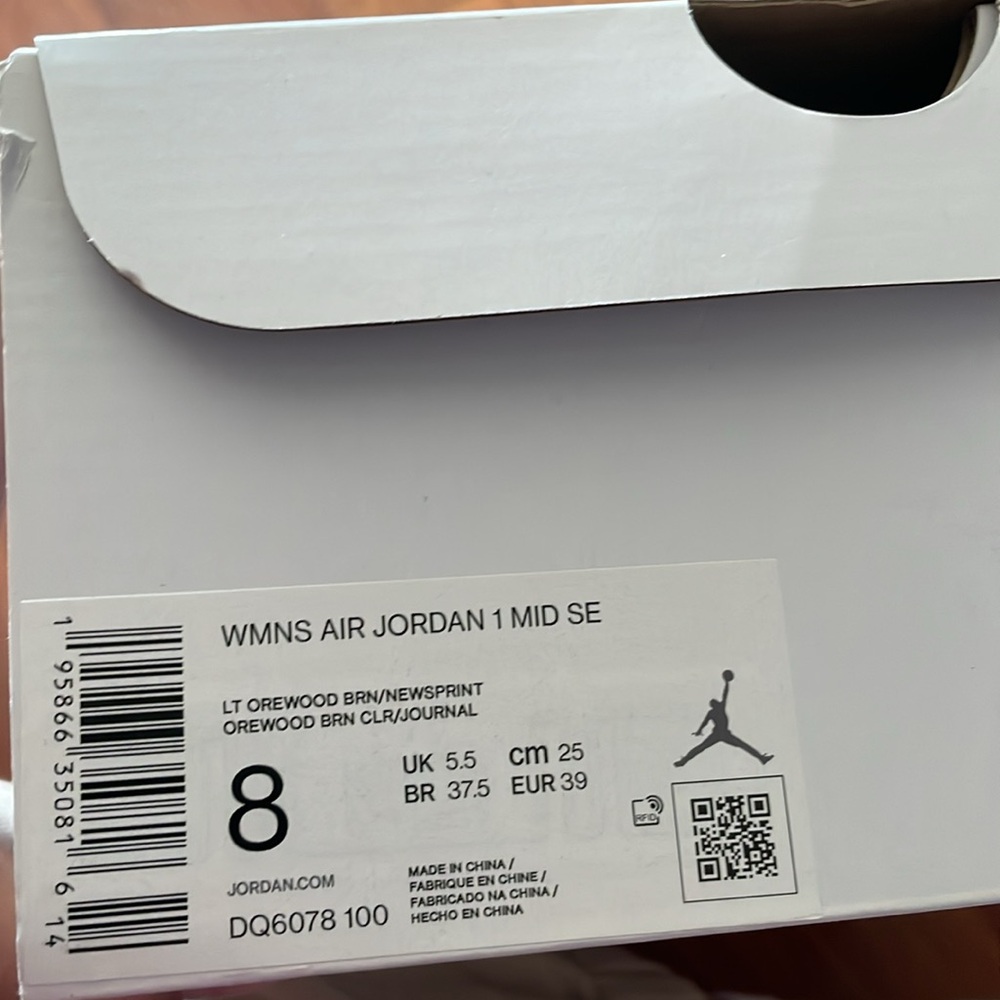 WMNS AIR JORDAN 1 MID SE
LT OREWOOD BRN/NEWSPRINT
OREWOOD BRN CLR/JOURNAL
8
UK 5.5 cm 25
BR 37.5 EUR 39
RFID
JORDAN.COM
DQ6078 100
MADE IN CHINA /
FABRIQUE EN CHINE /
FABRICADO NA CHINA /
HECHO EN CHINA
1 95866 35081 6 14